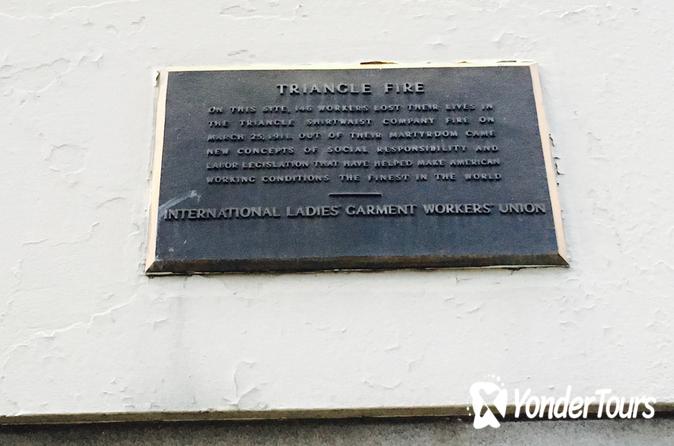 TRIANGLE FIRE
ON THIS SITE, 146 WORKERS LOST THEIR LIVES IN
THE TRIANGLE SHIRTWAIST COMPANY FIRE ON
MARCH 25, 1911. OUT OF THEIR MARTYRDOM CAME
NEW CONCEPTS OF SOCIAL RESPONSIBILITY AND
LABOR LEGISLATION THAT HAVE HELPED MAKE AMERICAN
WORKING CONDITIONS THE FINEST IN THE WORLD
INTERNATIONAL LADIES' GARMENT WORKERS' UNION
YonderTours